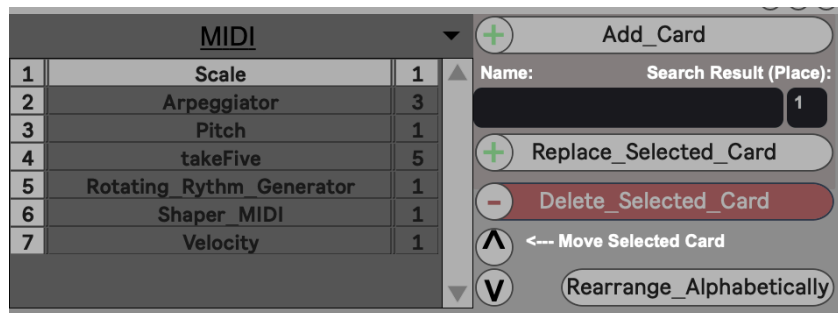 MIDI
1 Scale 1
2 Arpeggiator 3
3 Pitch 1
4 takeFive 5
5 Rotating_Rythm_Generator 1
6 Shaper_MIDI 1
7 Velocity 1
+ Add_Card
Name: Search Result (Place):
1
+ Replace_Selected_Card
- Delete_Selected_Card
^ <--- Move Selected Card
v Rearrange_Alphabetically